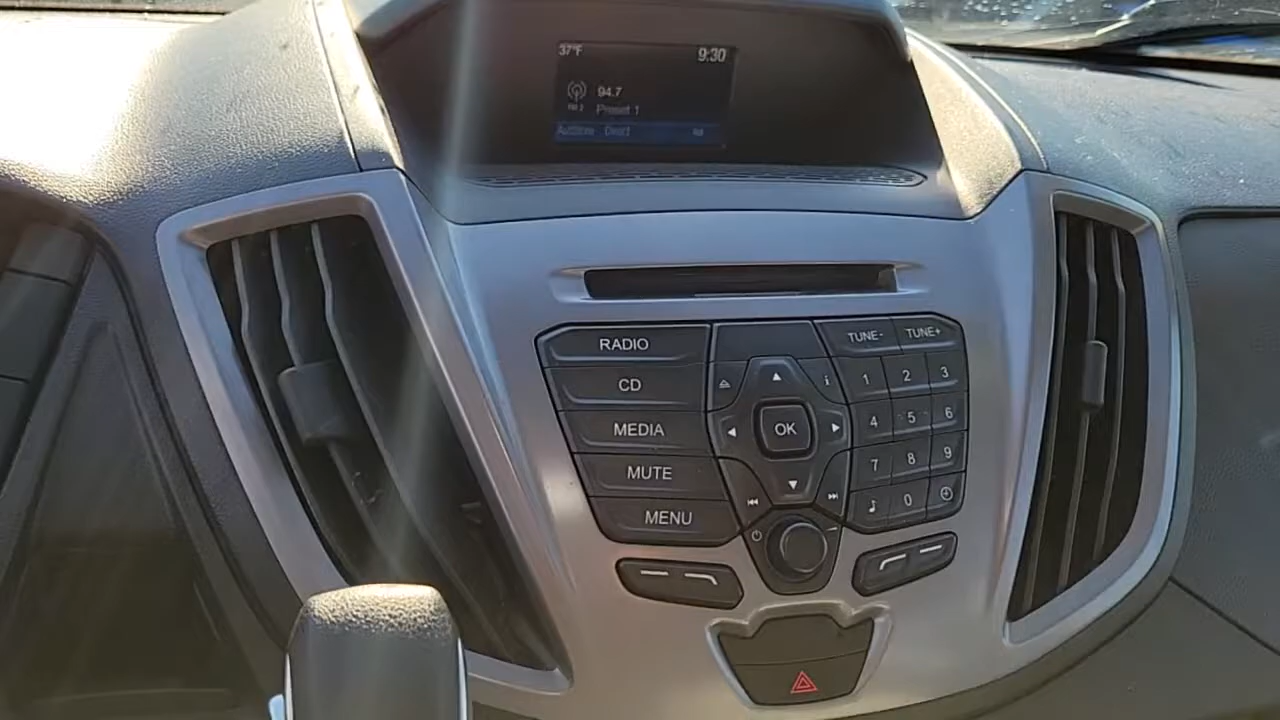 37°F 9:30
94.7
Preset 1
RADIO
CD
MEDIA
MUTE
MENU
OK
i
TUNE- TUNE+
1 2 3
4 5 6
7 8 9
0